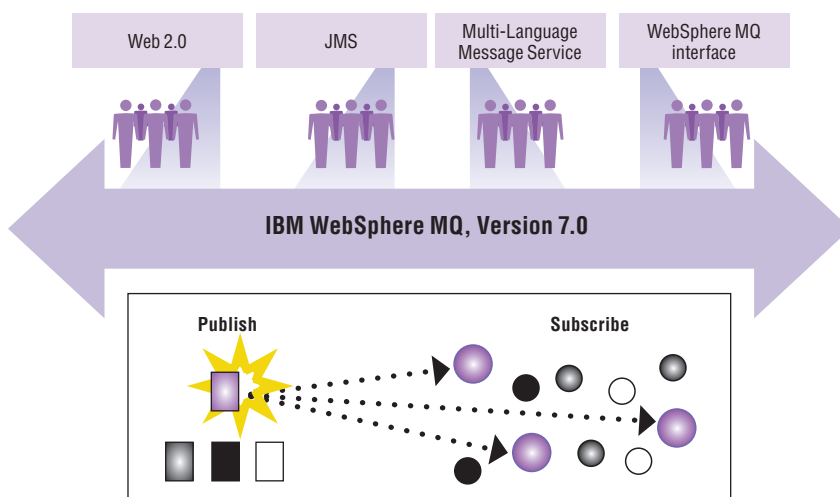 Web 2.0
JMS
Multi-Language
Message Service
WebSphere MQ
interface
IBM WebSphere MQ, Version 7.0
Publish
Subscribe